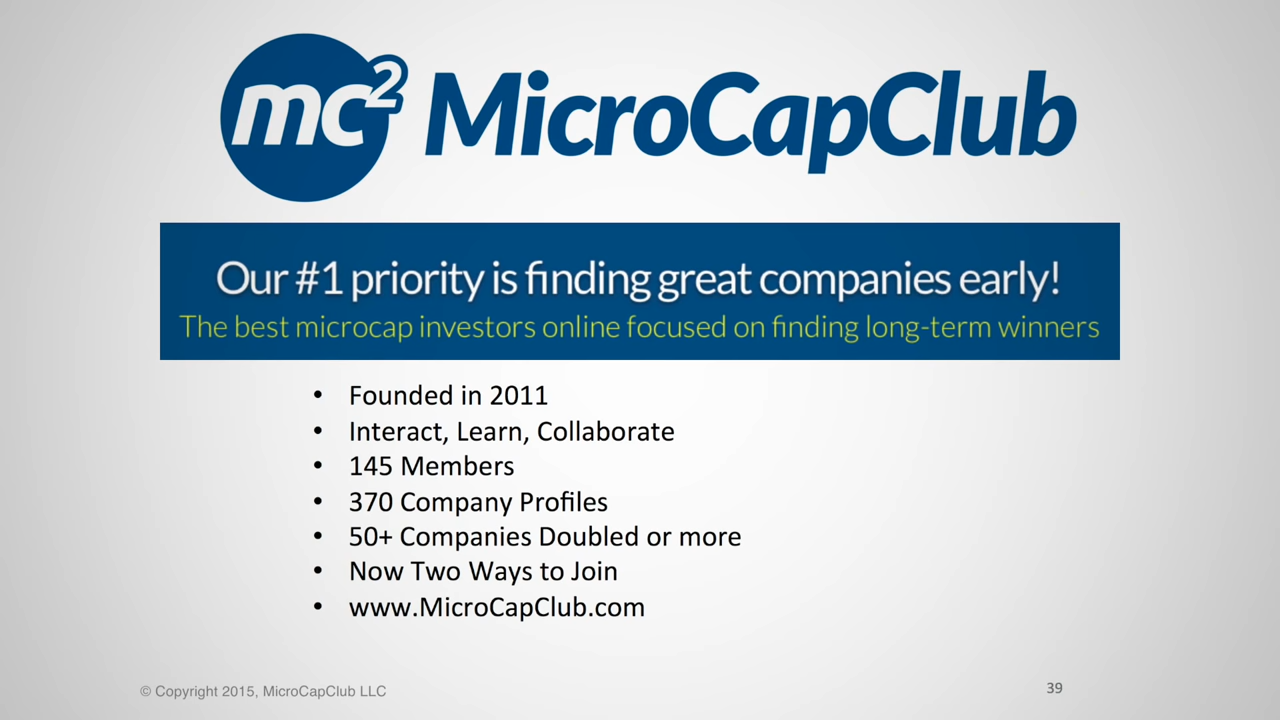 mc² MicroCapClub
Our #1 priority is finding great companies early!
The best microcap investors online focused on finding long-term winners
• Founded in 2011
• Interact, Learn, Collaborate
• 145 Members
• 370 Company Profiles
• 50+ Companies Doubled or more
• Now Two Ways to Join
• www.MicroCapClub.com
© Copyright 2015, MicroCapClub LLC
39